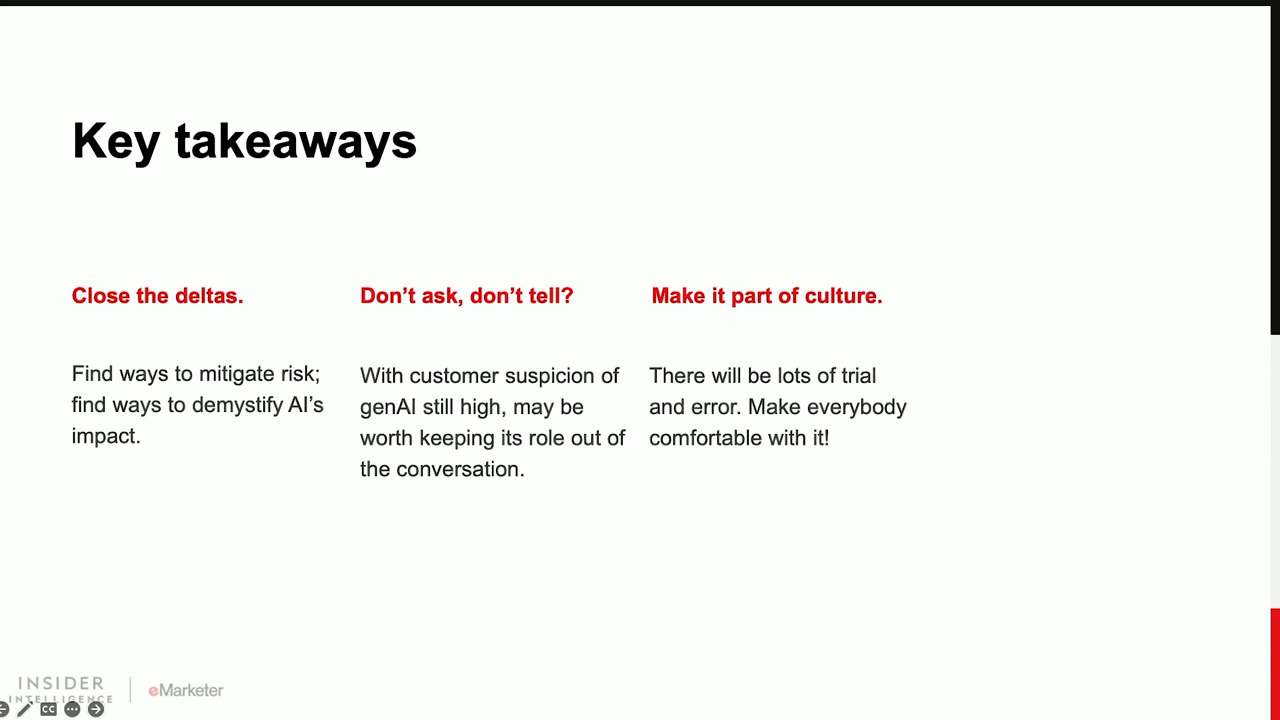 Key takeaways
Close the deltas.
Find ways to mitigate risk;
find ways to demystify AI’s
impact.
Don’t ask, don’t tell?
With customer suspicion of
genAI still high, may be
worth keeping its role out of
the conversation.
Make it part of culture.
There will be lots of trial
and error. Make everybody
comfortable with it!
INSIDER
INTELLIGENCE
eMarketer
CC